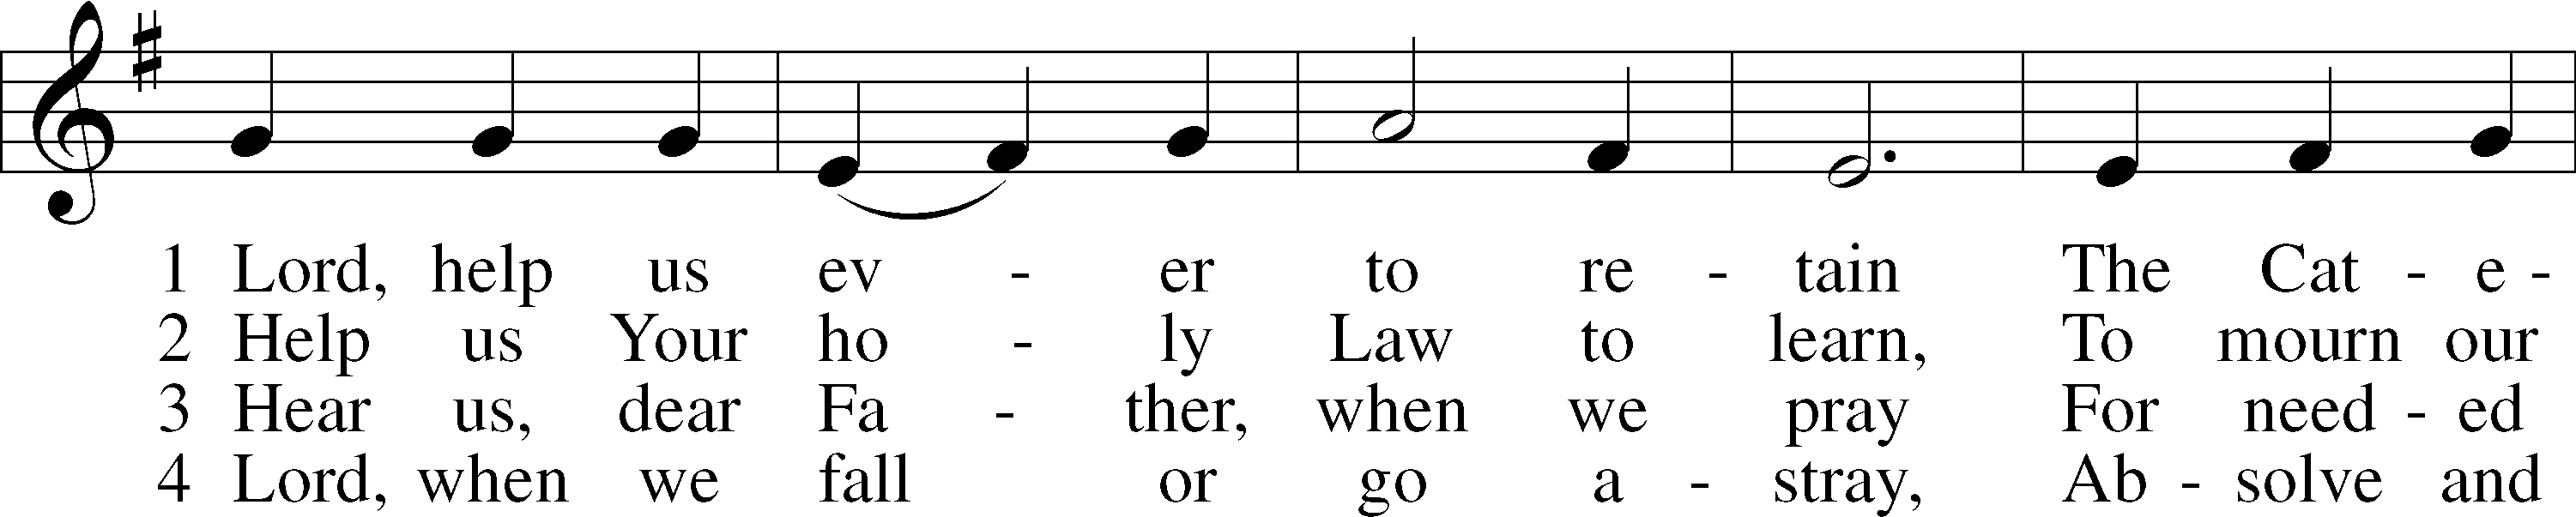 1 Lord, help us ev - er to re - tain The Cat - e -
2 Help us Your ho - ly Law to learn, To mourn our
3 Hear us, dear Fa - ther, when we pray For need - ed
4 Lord, when we fall or go a - stray, Ab - solve and